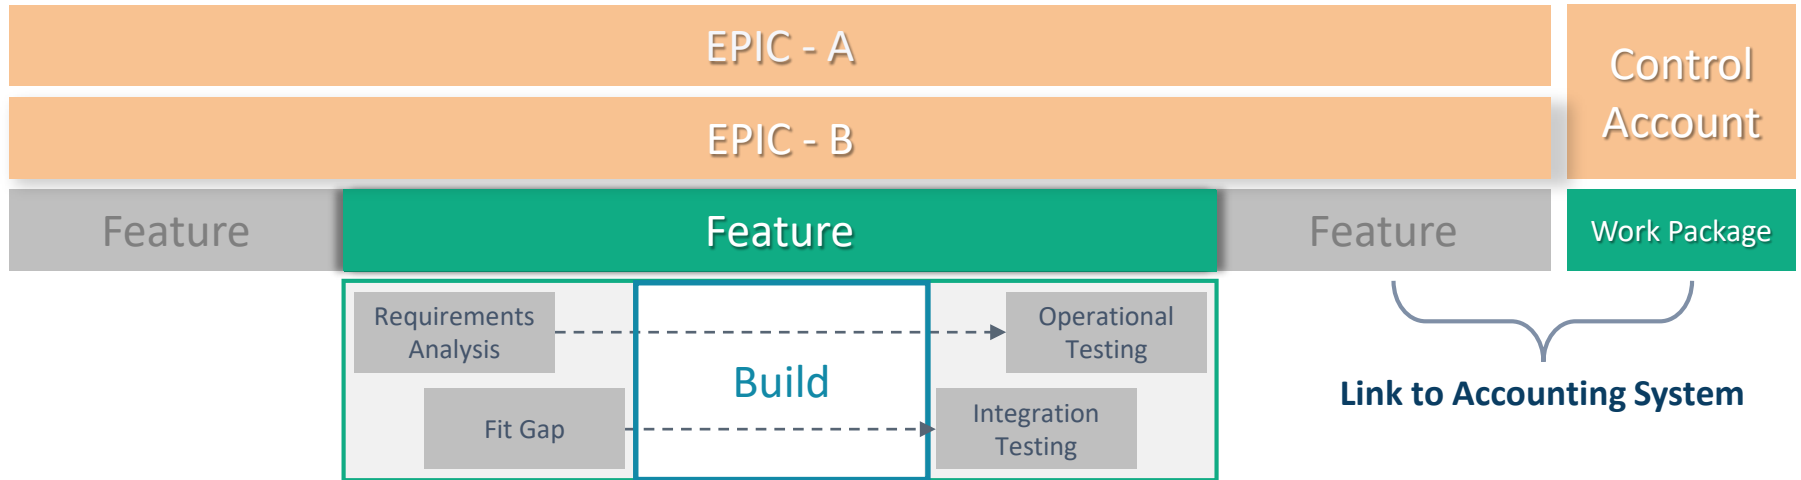 EPIC - A
EPIC - B
Control
Account
Feature
Feature
Feature
Work Package
Requirements
Analysis
Operational
Testing
Build
Fit Gap
Integration
Testing
Link to Accounting System